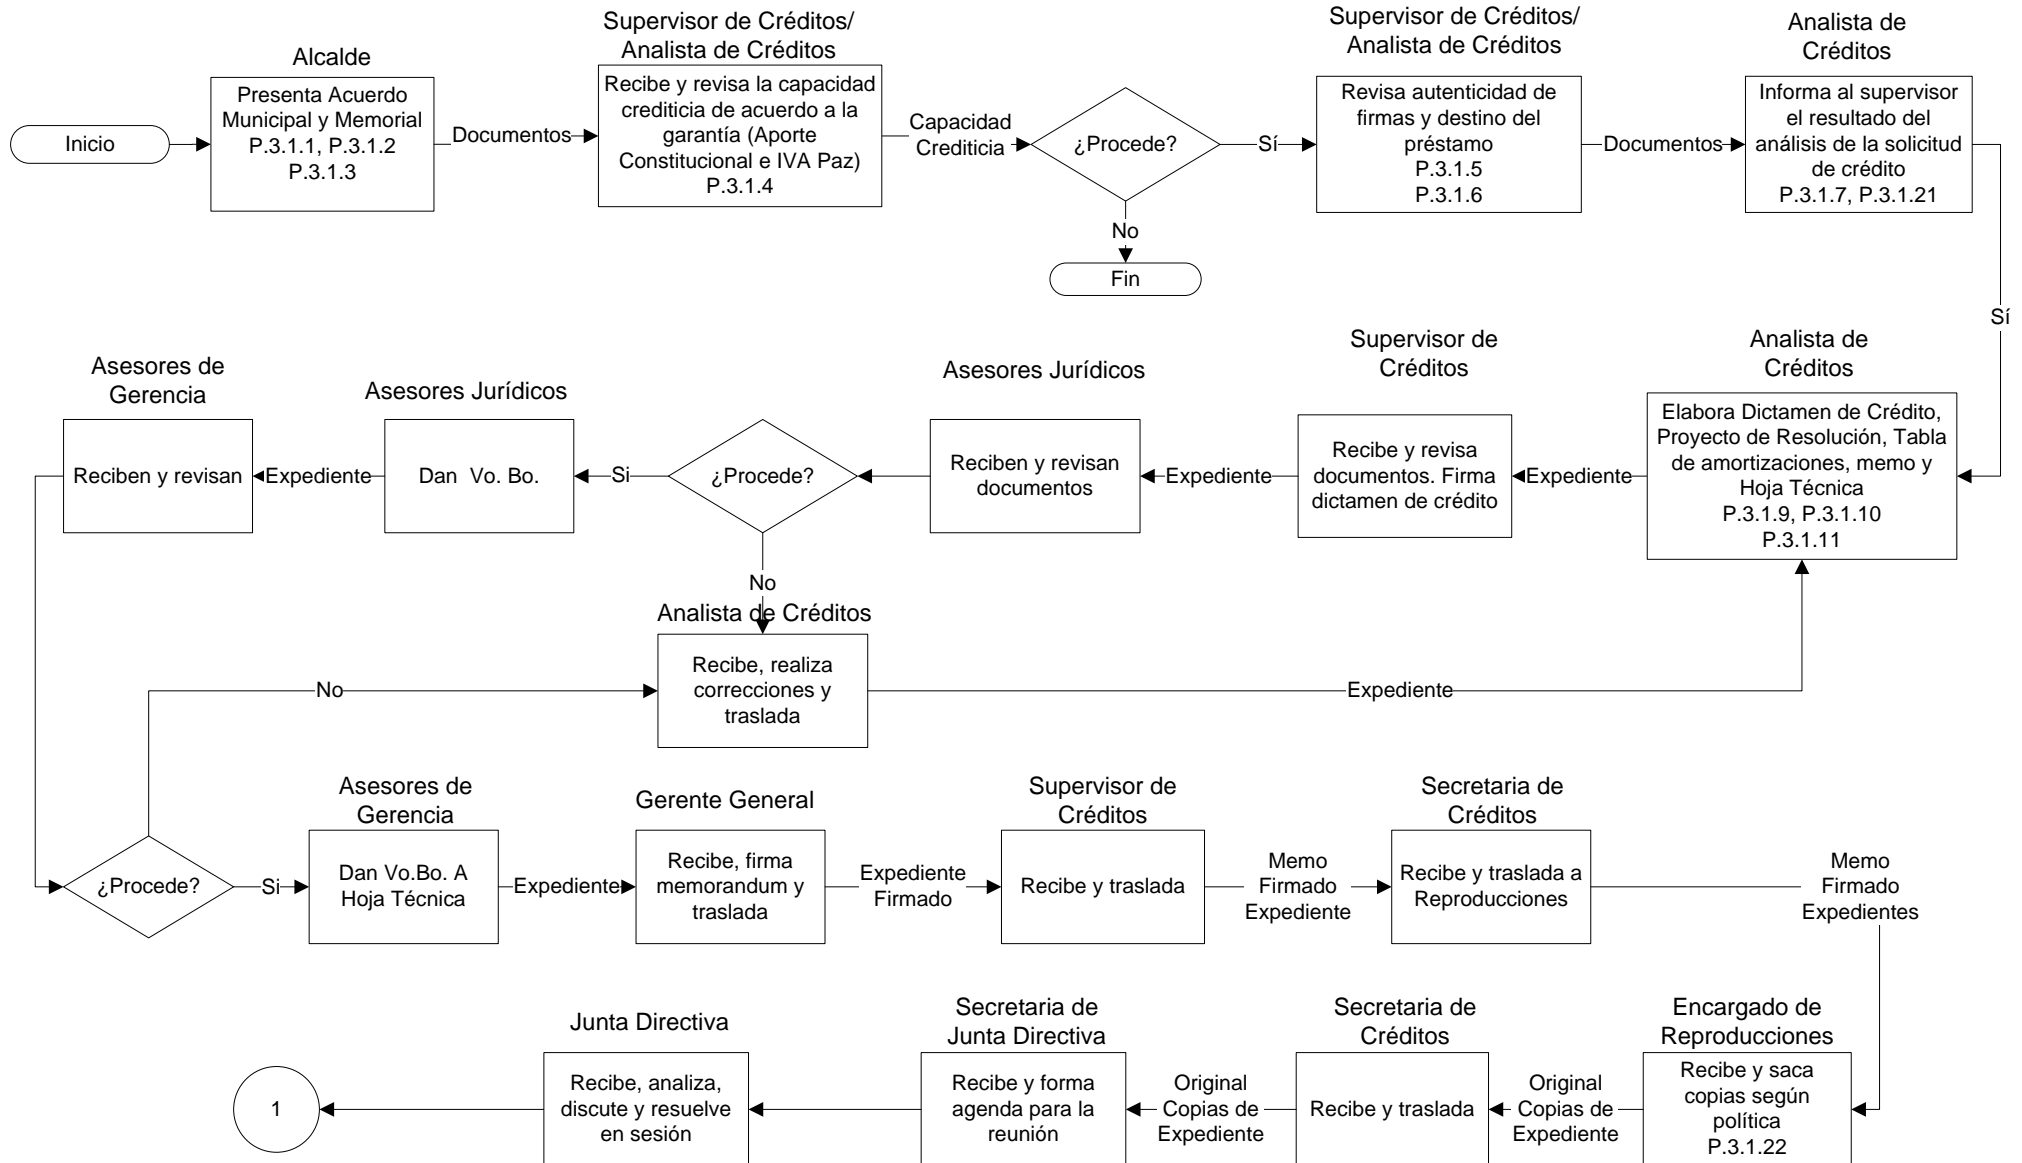 Alcalde
Presenta Acuerdo
Municipal y Memorial
P.3.1.1, P.3.1.2
P.3.1.3
Inicio
Documentos
Supervisor de Créditos/
Analista de Créditos
Recibe y revisa la capacidad
crediticia de acuerdo a la
garantía (Aporte
Constitucional e IVA Paz)
P.3.1.4
Capacidad
Crediticia
¿Procede?
No
Fin
Sí
Supervisor de Créditos/
Analista de Créditos
Revisa autenticidad de
firmas y destino del
préstamo
P.3.1.5
P.3.1.6
Documentos
Analista de
Créditos
Informa al supervisor
el resultado del
análisis de la solicitud
de crédito
P.3.1.7, P.3.1.21
Sí
Analista de
Créditos
Elabora Dictamen de Crédito,
Proyecto de Resolución, Tabla
de amortizaciones, memo y
Hoja Técnica
P.3.1.9, P.3.1.10
P.3.1.11
Expediente
Supervisor de
Créditos
Recibe y revisa
documentos. Firma
dictamen de crédito
Expediente
Asesores Jurídicos
Reciben y revisan
documentos
¿Procede?
Si
Asesores Jurídicos
Dan Vo. Bo.
Expediente
Asesores de
Gerencia
Reciben y revisan
No
Analista de Créditos
Recibe, realiza
correcciones y
traslada
Expediente
No
¿Procede?
Si
Asesores de
Gerencia
Dan Vo.Bo. A
Hoja Técnica
Expediente
Gerente General
Recibe, firma
memorandum y
traslada
Expediente
Firmado
Supervisor de
Créditos
Recibe y traslada
Memo
Firmado
Expediente
Secretaria de
Créditos
Recibe y traslada a
Reproducciones
Memo
Firmado
Expedientes
Encargado de
Reproducciones
Recibe y saca
copias según
política
P.3.1.22
Original
Copias de
Expediente
Secretaria de
Créditos
Recibe y traslada
Original
Copias de
Expediente
Secretaria de
Junta Directiva
Recibe y forma
agenda para la
reunión
Junta Directiva
Recibe, analiza,
discute y resuelve
en sesión
1